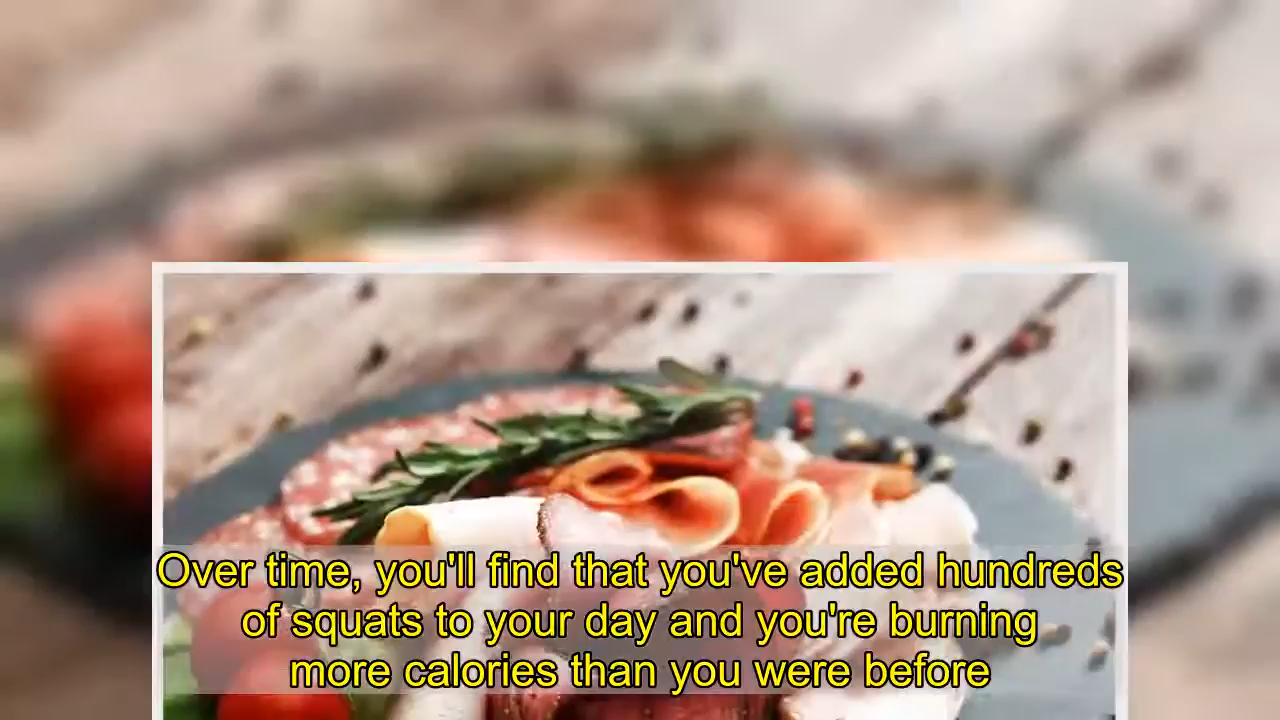 Over time, you'll find that you've added hundreds
of squats to your day and you're burning
more calories than you were before